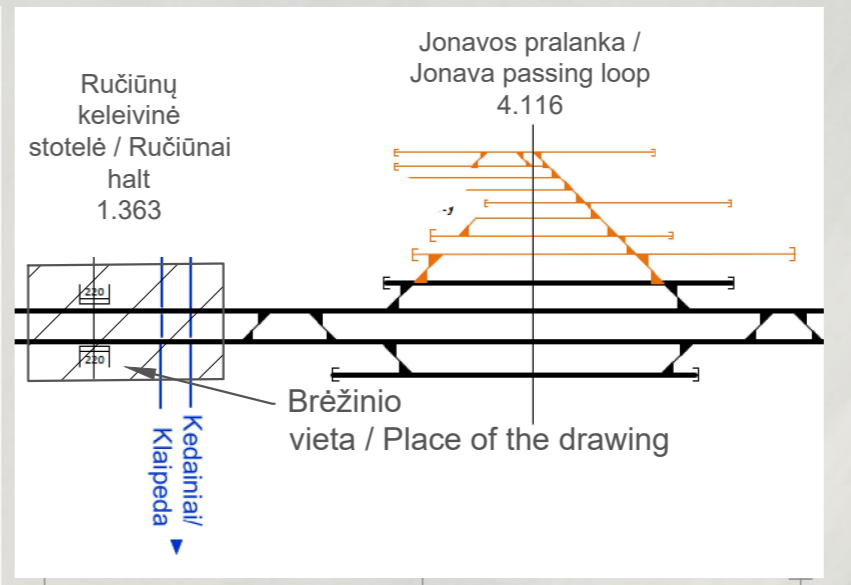 Ručiūnų
keleivinė
stotelė / Ručiūnai
halt
1.363
Jonavos pralanka /
Jonava passing loop
4.116
220
220
Brėžinio
vieta / Place of the drawing
Kedainiai/
Klaipeda